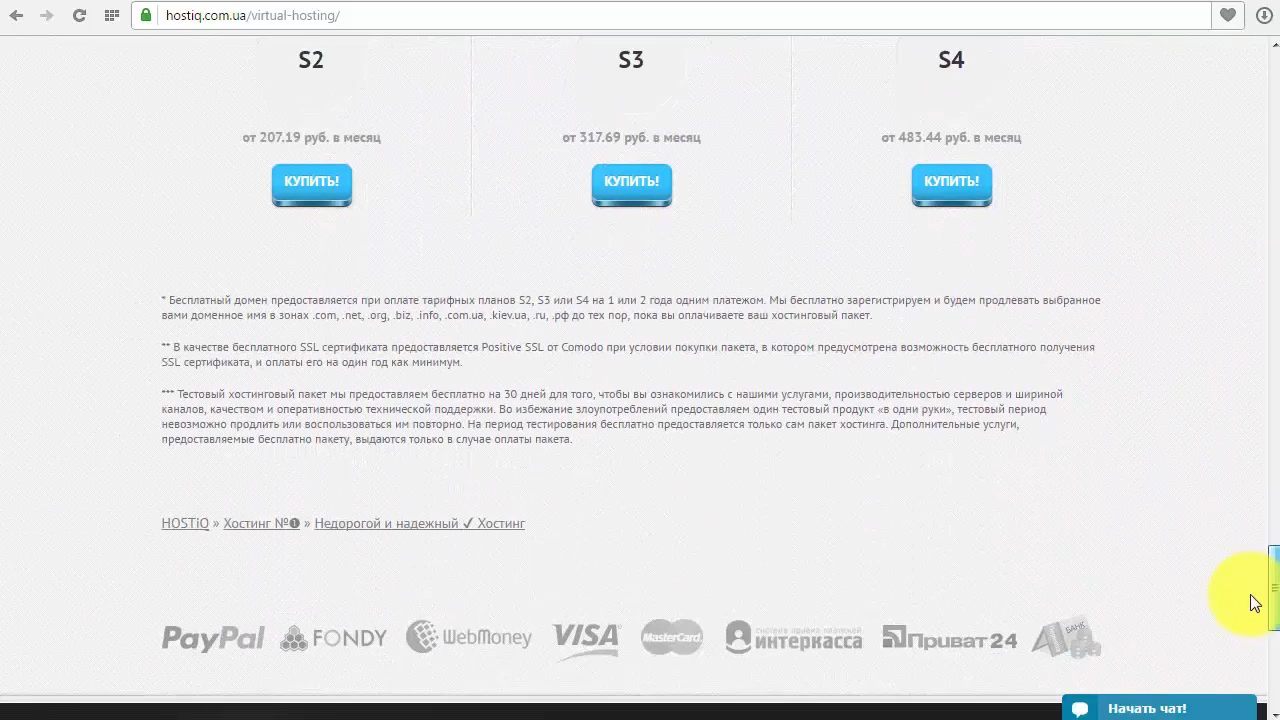 hostiq.com.ua/virtual-hosting/
S2 S3 S4
от 207.19 руб. в месяц от 317.69 руб. в месяц от 483.44 руб. в месяц
КУПИТЬ! КУПИТЬ! КУПИТЬ!
* Бесплатный домен предоставляется при оплате тарифных планов S2, S3 или S4 на 1 или 2 года одним платежом. Мы бесплатно зарегистрируем и будем продлевать выбранное
вами доменное имя в зонах .com, .net, .org, .biz, .info, .com.ua, .kiev.ua, .ru, .рф до тех пор, пока вы оплачиваете ваш хостинговый пакет.
** В качестве бесплатного SSL сертификата предоставляется Positive SSL от Comodo при условии покупки пакета, в котором предусмотрена возможность бесплатного получения
SSL сертификата, и оплаты его на один год как минимум.
*** Тестовый хостинговый пакет мы предоставляем бесплатно на 30 дней для того, чтобы вы ознакомились с нашими услугами, производительностью серверов и шириной
каналов, качеством и оперативностью технической поддержки. Во избежание злоупотреблений предоставляем один тестовый продукт «в одни руки», тестовый период
невозможно продлить или воспользоваться им повторно. На период тестирования бесплатно предоставляется только сам пакет хостинга. Дополнительные услуги,
предоставляемые бесплатно пакету, выдаются только в случае оплаты пакета.
HOSTiQ » Хостинг №❶ » Недорогой и надежный ✓ Хостинг
PayPal FONDY WebMoney VISA MasterCard система приема платежей интеркасса Приват 24 БАНК
Начать чат!